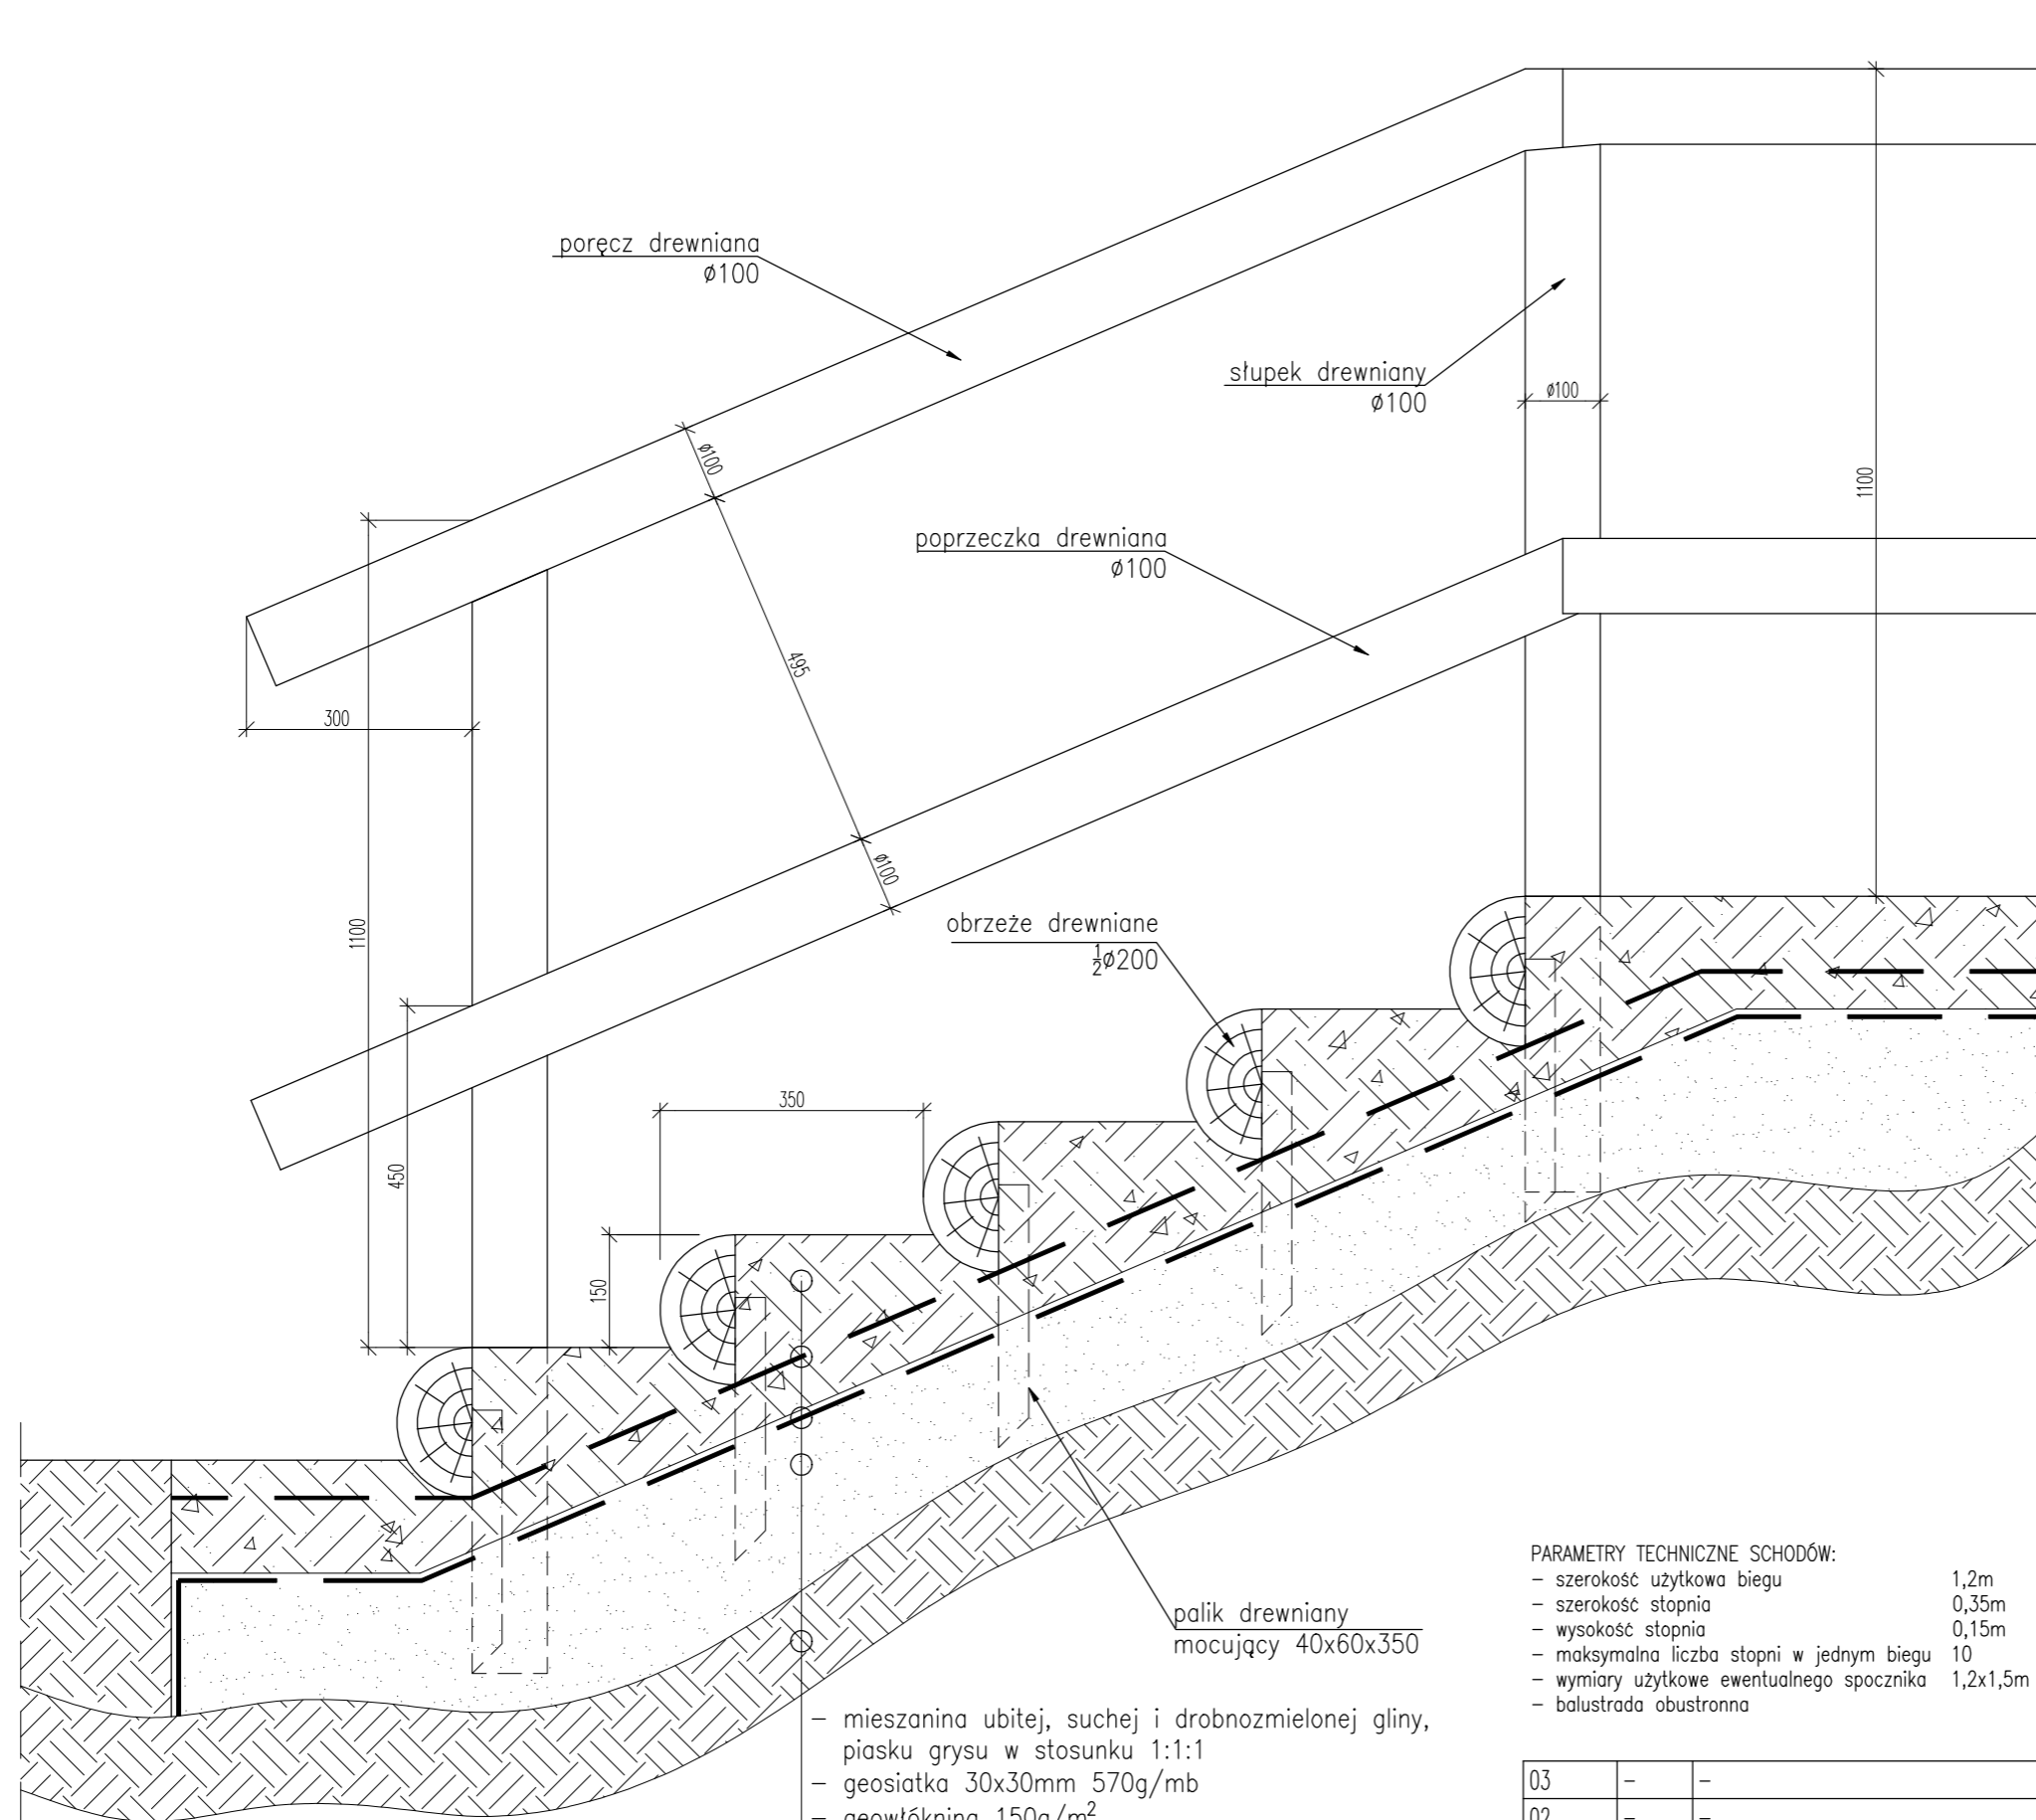 poręcz drewniana
ø100
słupek drewniany
ø100
ø100
ø100
1100
poprzeczka drewniana
ø100
495
300
ø100
1100
obrzeże drewniane
½ø200
350
450
150
PARAMETRY TECHNICZNE SCHODÓW:
– szerokość użytkowa biegu 1,2m
– szerokość stopnia 0,35m
– wysokość stopnia 0,15m
– maksymalna liczba stopni w jednym biegu 10
– wymiary użytkowe ewentualnego spocznika 1,2x1,5m
– balustrada obustronna
palik drewniany
mocujący 40x60x350
– mieszanina ubitej, suchej i drobnozmielonej gliny,
piasku grysu w stosunku 1:1:1
– geosiatka 30x30mm 570g/mb
– geowłóknina 150g/m²
03 – –
02 – –